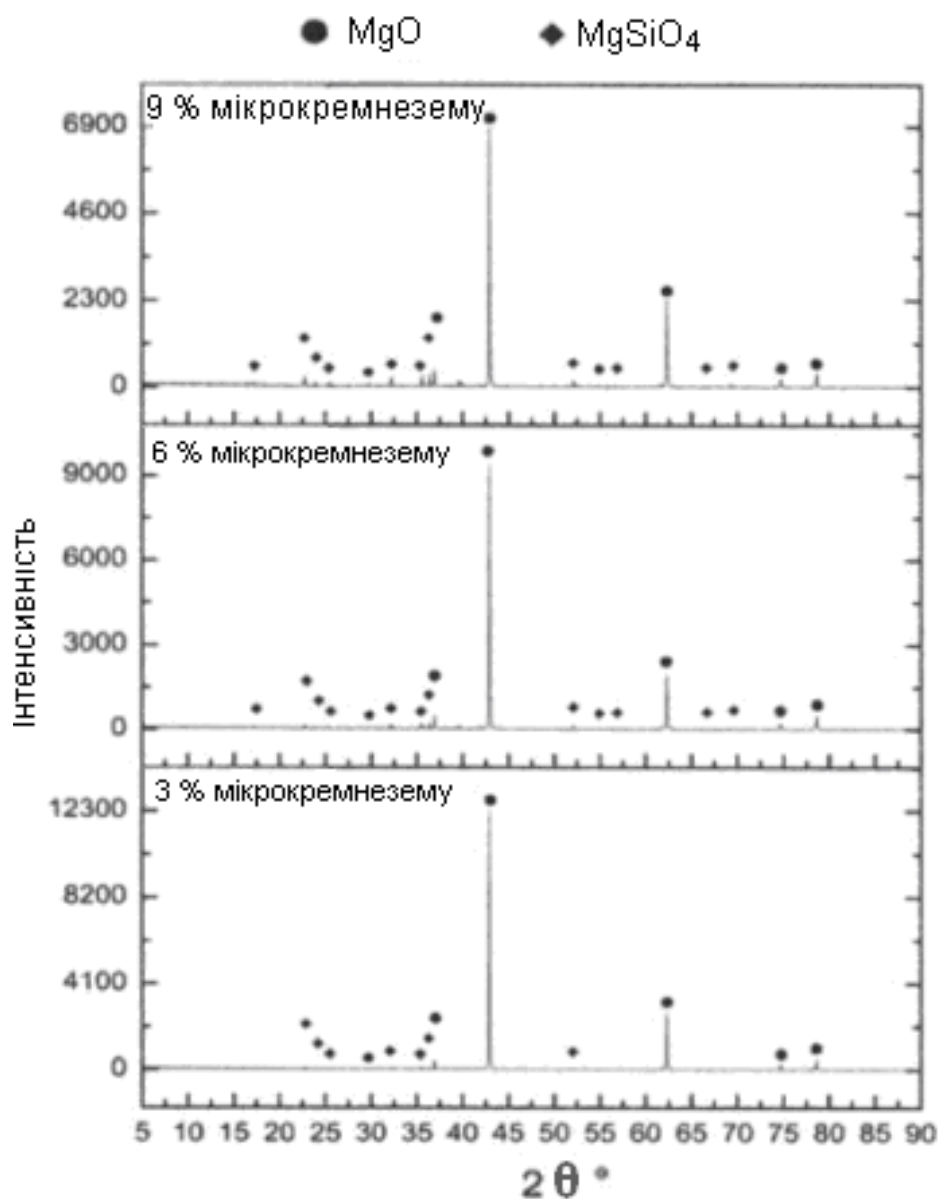 ● MgO ◆ MgSiO₄
9 % мікрокремнезему
6900
4600
2300
0
6 % мікрокремнезему
9000
6000
3000
0
Інтенсивність
3 % мікрокремнезему
12300
8200
4100
0
5 10 15 20 25 30 35 40 45 50 55 60 65 70 75 80 85 90
2 θ °